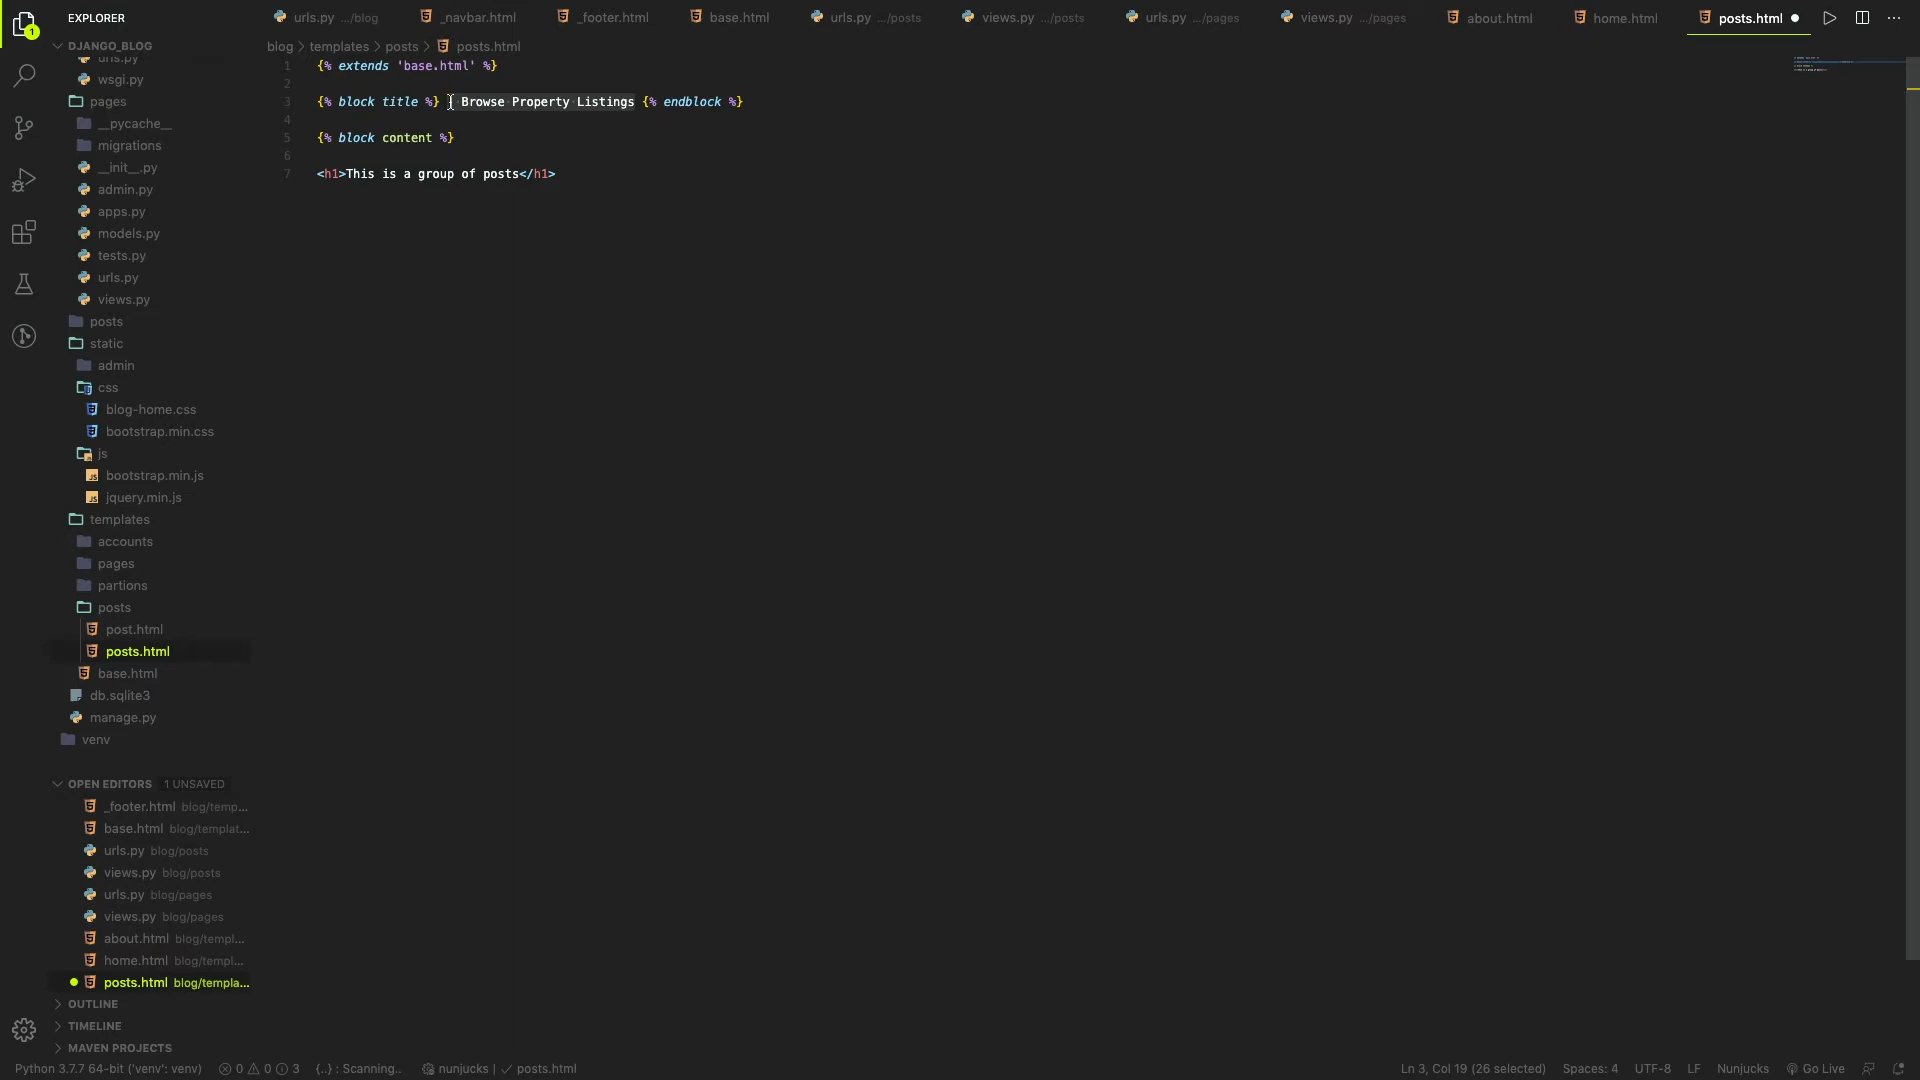 EXPLORER
urls.py .../blog
_navbar.html
_footer.html
base.html
urls.py .../posts
views.py .../posts
urls.py .../pages
views.py .../pages
about.html
home.html
posts.html
1
DJANGO_BLOG
blog > templates > posts > posts.html
urls.py
wsgi.py
pages
__pycache__
migrations
__init__.py
admin.py
apps.py
models.py
tests.py
urls.py
views.py
posts
static
admin
css
blog-home.css
bootstrap.min.css
js
bootstrap.min.js
jquery.min.js
templates
accounts
pages
partions
posts
post.html
posts.html
base.html
db.sqlite3
manage.py
venv
1 {% extends 'base.html' %}
2
3 {% block title %} | Browse Property Listings {% endblock %}
4
5 {% block content %}
6
7 <h1>This is a group of posts</h1>
OPEN EDITORS 1 UNSAVED
_footer.html blog/temp...
base.html blog/templat...
urls.py blog/posts
views.py blog/posts
urls.py blog/pages
views.py blog/pages
about.html blog/templ...
home.html blog/templ...
posts.html blog/templa...
OUTLINE
TIMELINE
MAVEN PROJECTS
Python 3.7.7 64-bit ('venv': venv) 0 0 3 {..} : Scanning.. nunjucks | ✓ posts.html Ln 3, Col 19 (26 selected) Spaces: 4 UTF-8 LF Nunjucks Go Live